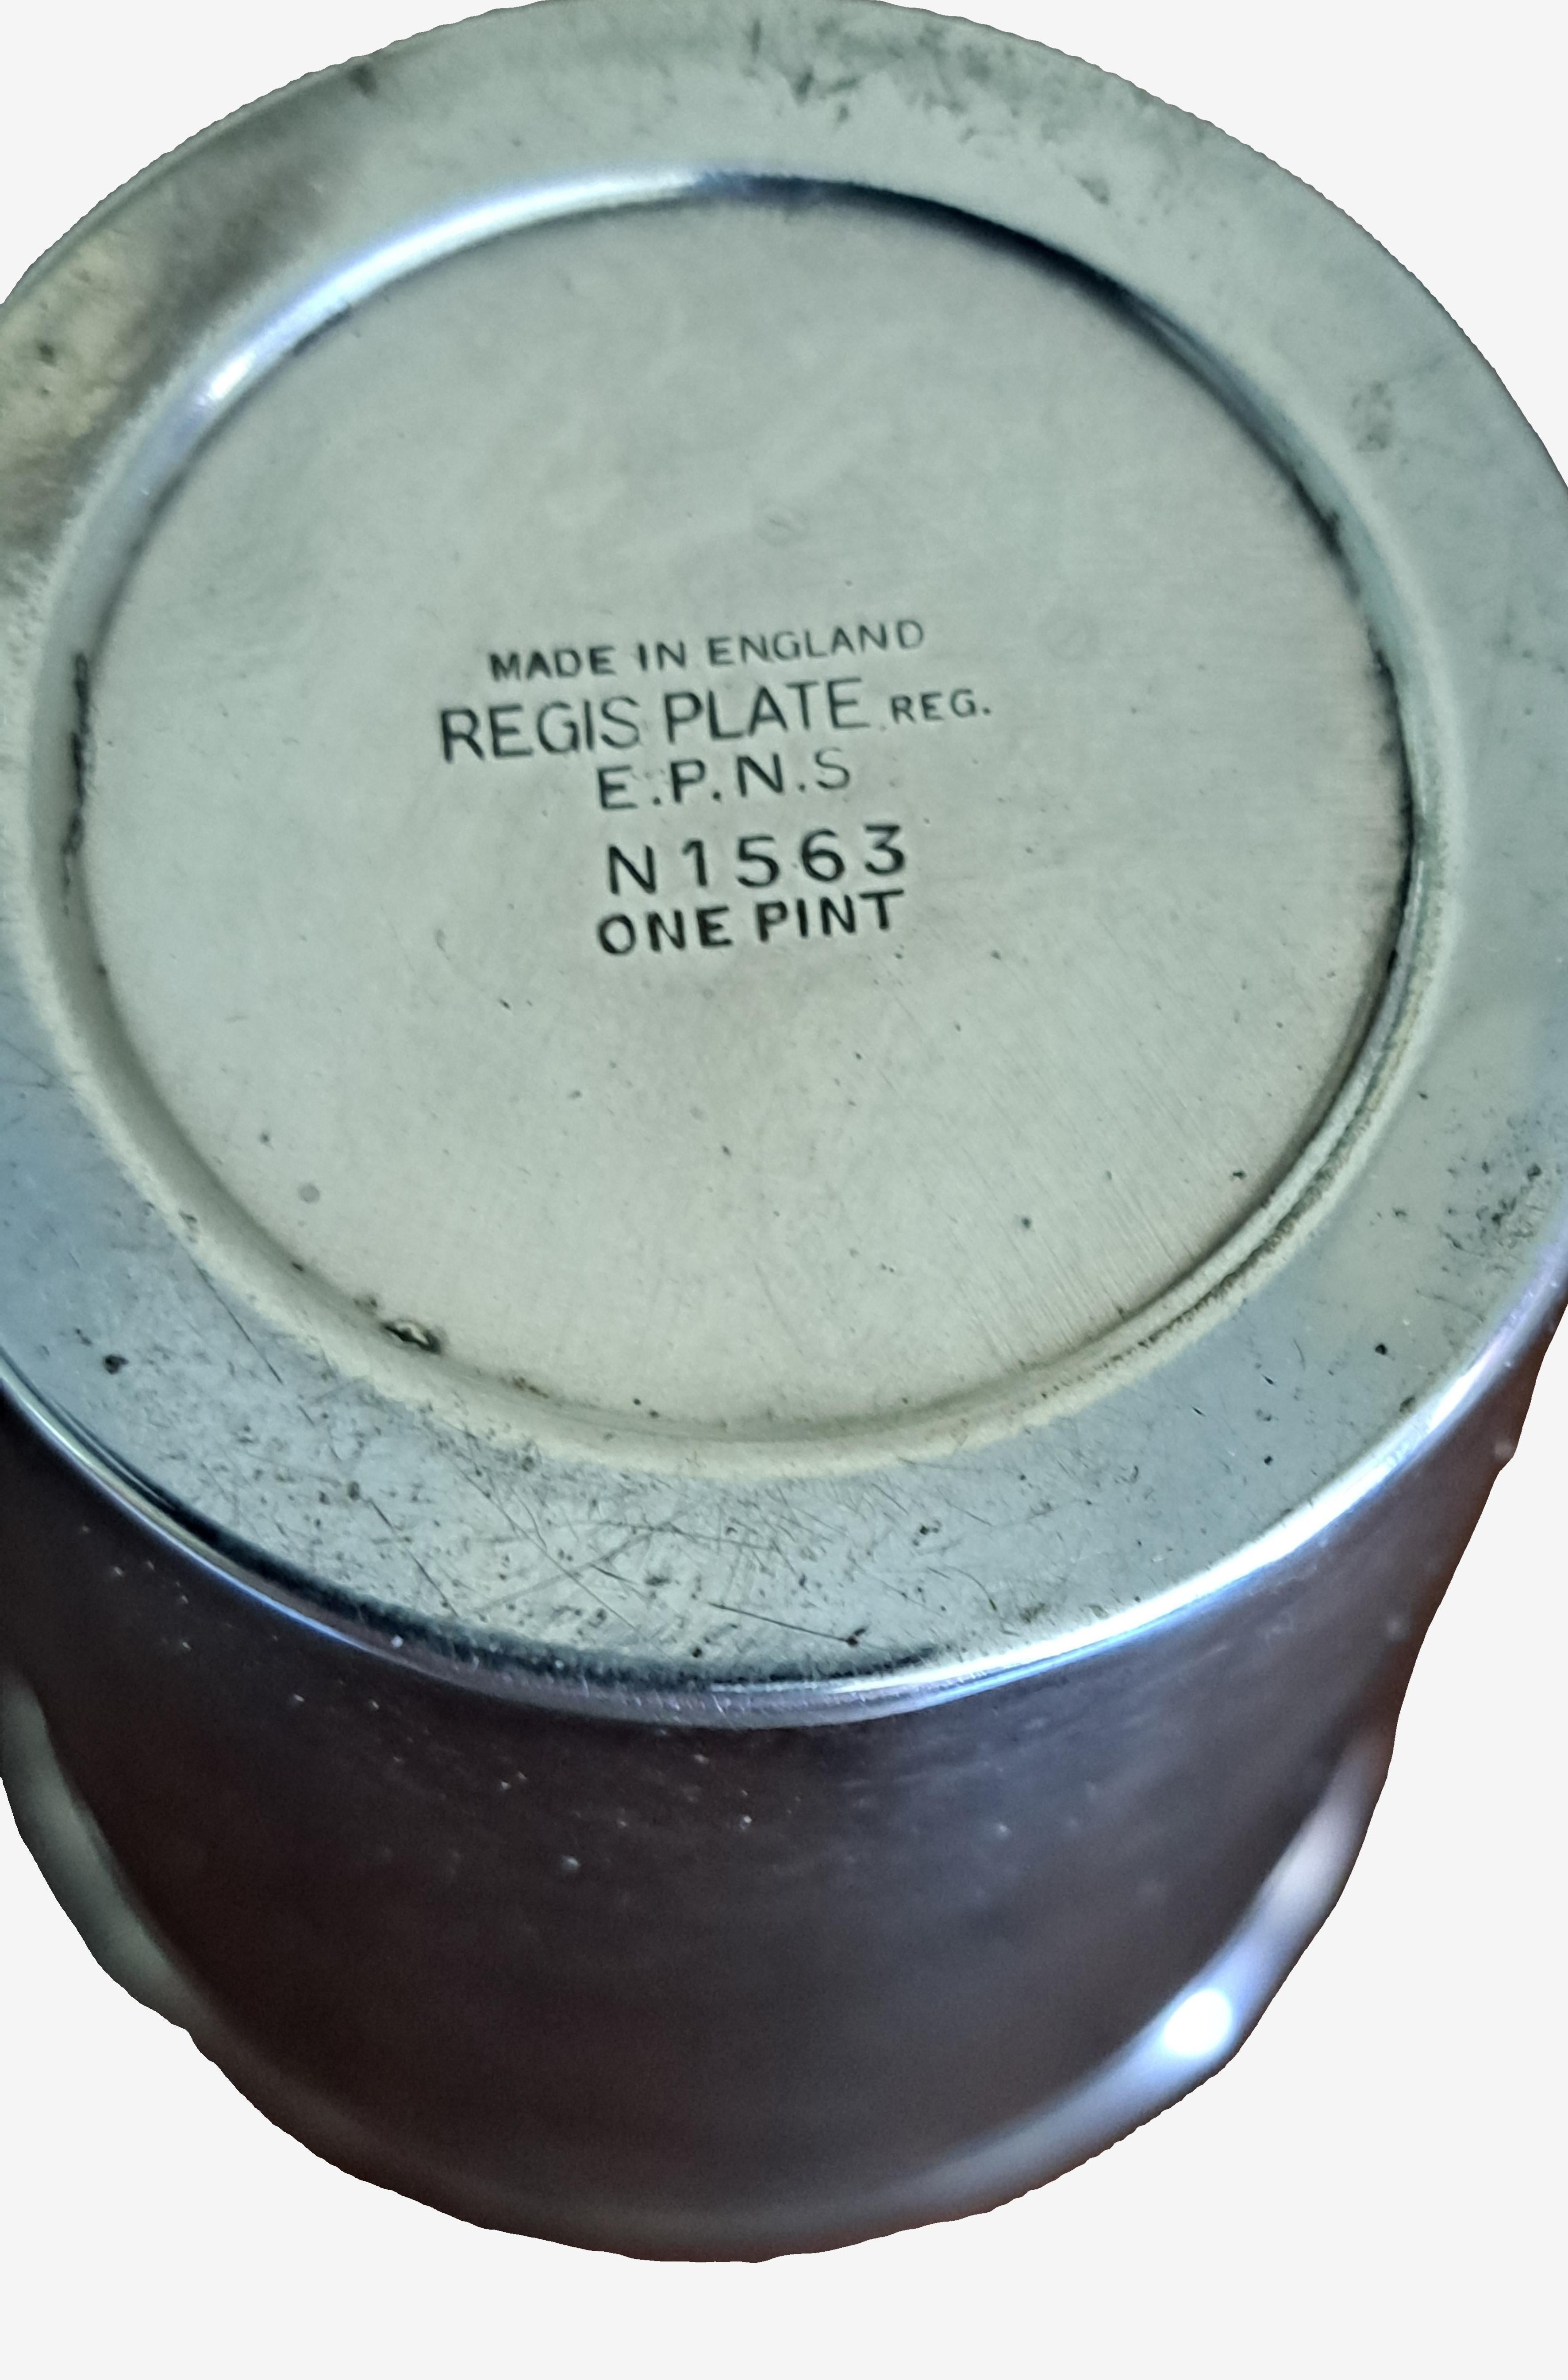 MADE IN ENGLAND
REGIS PLATE REG.
E.P.N.S
N1563
ONE PINT